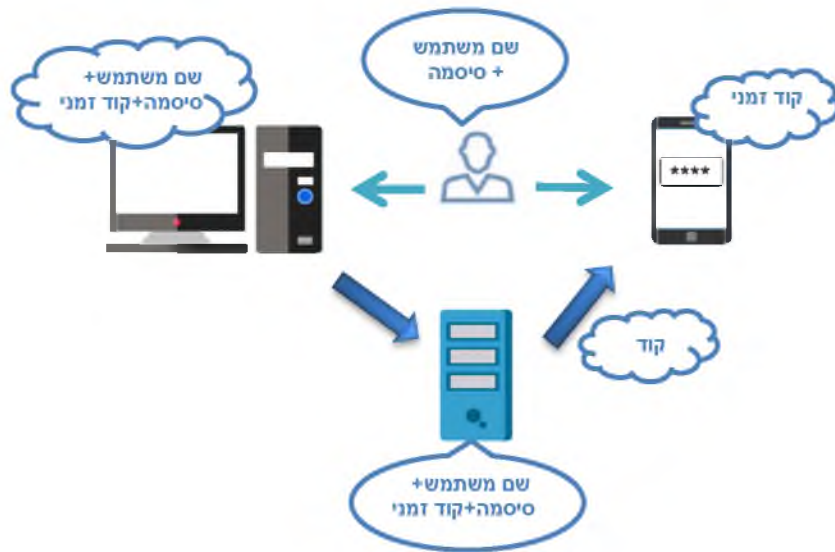 שם משתמש
+ סיסמה
שם משתמש+
סיסמה+קוד זמני
קוד זמני
****
קוד
שם משתמש+
סיסמה+קוד זמני